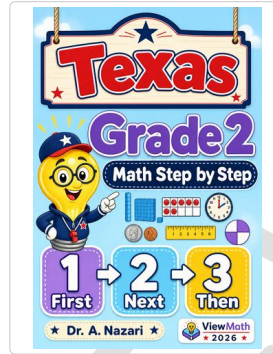 Texas
Grade 2
Math Step by Step
1 2 3
First Next Then
★ Dr. A. Nazari ★
ViewMath
★ 2026 ★